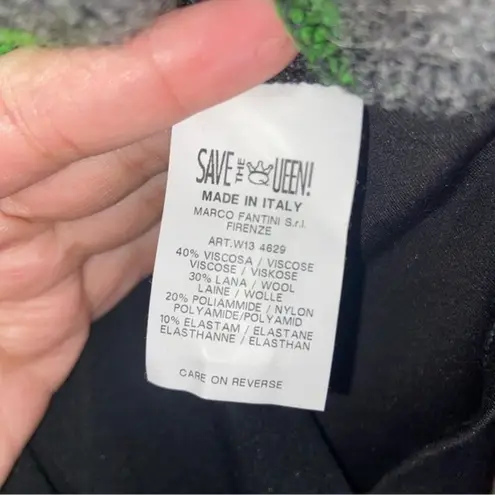 SAVE THE QUEEN!
MADE IN ITALY
MARCO FANTINI S.r.l.
FIRENZE
ART.W13 4629
40% VISCOSA / VISCOSE
VISCOSE / VISKOSE
30% LANA / WOOL
LAINE / WOLLE
20% POLIAMMIDE / NYLON
POLYAMIDE/POLYAMID
10% ELASTAM / ELASTANE
ELASTHANNE / ELASTHAN
CARE ON REVERSE